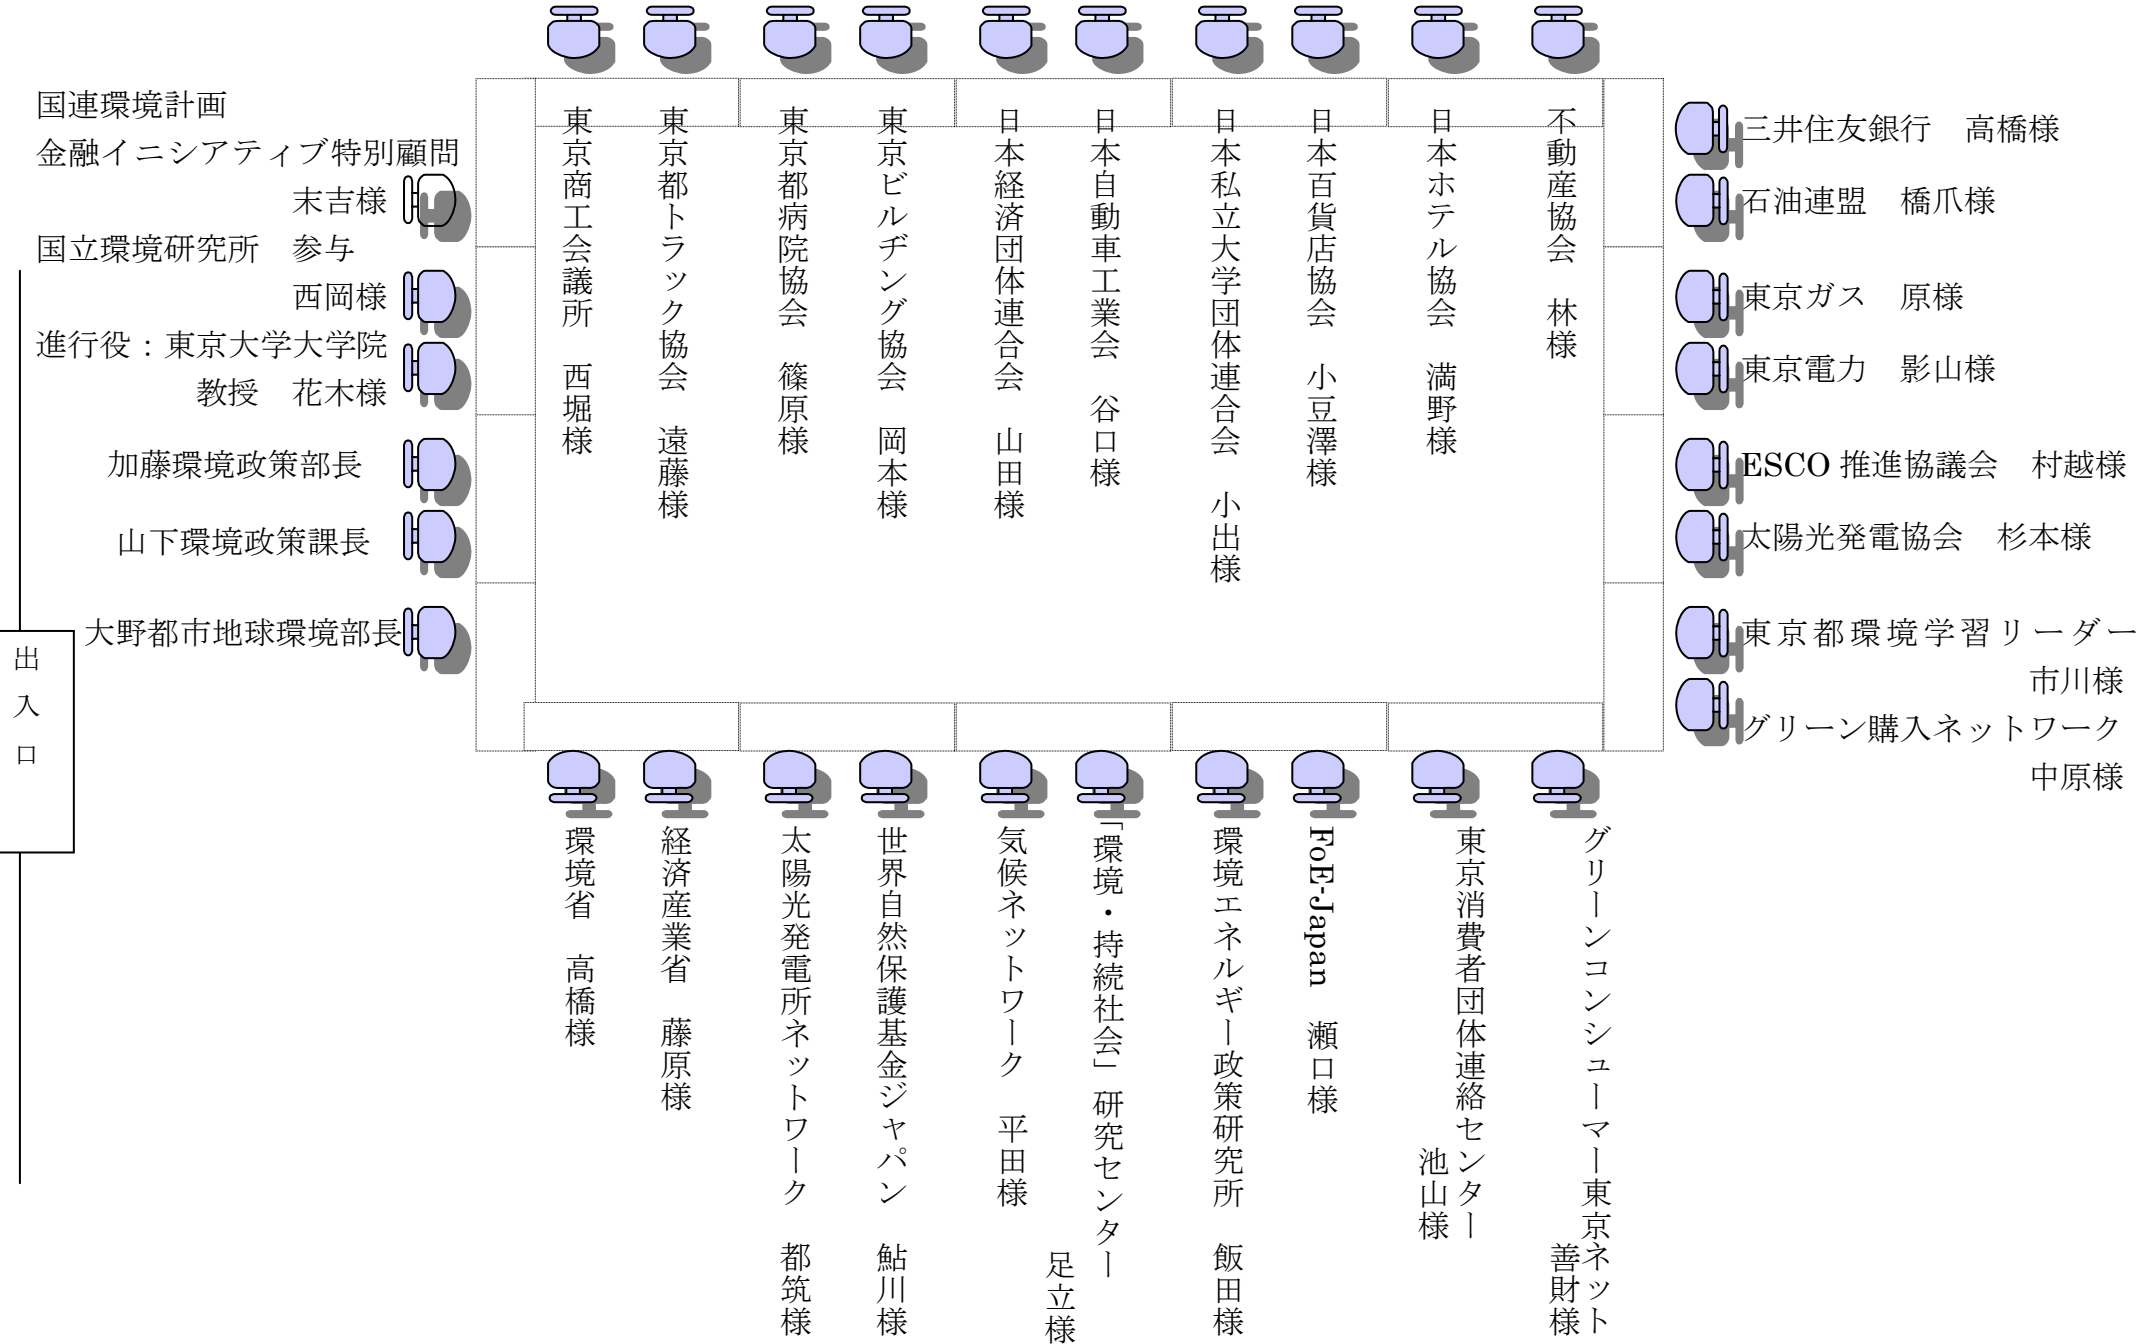 国連環境計画
金融イニシアティブ特別顧問
末吉様
国立環境研究所　参与
西岡様
進行役：東京大学大学院
教授　花木様
加藤環境政策部長
山下環境政策課長
大野都市地球環境部長
出入口
東京商工会議所　西堀様
東京都トラック協会　遠藤様
東京都病院協会　篠原様
東京ビルヂング協会　岡本様
日本経済団体連合会　山田様
日本自動車工業会　谷口様
日本私立大学団体連合会　小出様
日本百貨店協会　小豆澤様
日本ホテル協会　満野様
不動産協会　林様
三井住友銀行　高橋様
石油連盟　橋爪様
東京ガス　原様
東京電力　影山様
ESCO 推進協議会　村越様
太陽光発電協会　杉本様
東京都環境学習リーダー
市川様
グリーン購入ネットワーク
中原様
環境省　高橋様
経済産業省　藤原様
太陽光発電所ネットワーク　都筑様
世界自然保護基金ジャパン　鮎川様
気候ネットワーク　平田様
「環境・持続社会」研究センター
足立様
環境エネルギー政策研究所　飯田様
FoE-Japan　瀬口様
東京消費者団体連絡センター
池山様
グリーンコンシューマー東京ネット
善財様